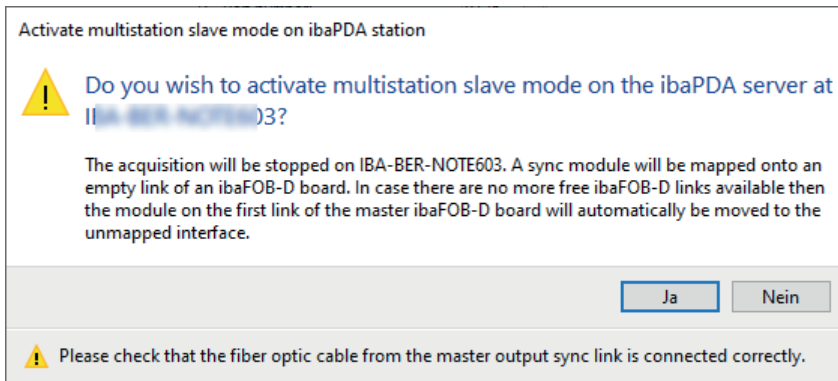 Activate multistation slave mode on ibaPDA station
Do you wish to activate multistation slave mode on the ibaPDA server at
03?
The acquisition will be stopped on IBA-BER-NOTE603. A sync module will be mapped onto an
empty link of an ibaFOB-D board. In case there are no more free ibaFOB-D links available then
the module on the first link of the master ibaFOB-D board will automatically be moved to the
unmapped interface.
Ja
Nein
Please check that the fiber optic cable from the master output sync link is connected correctly.